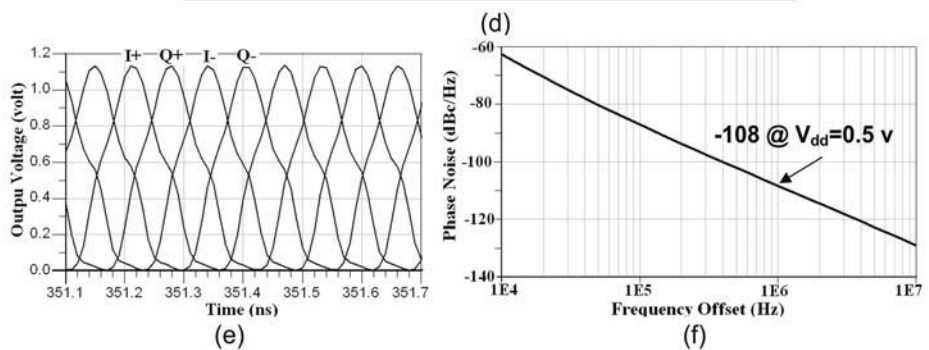 (d)
I+ Q+ I- Q-
1.2
1.0
0.8
0.6
0.4
0.2
0.0
Outpu Voltage (volt)
351.1 351.2 351.3 351.4 351.5 351.6 351.7
Time (ns)
(e)
-60
-80
-100
-120
-140
Phase Noise (dBc/Hz)
-108 @ Vdd=0.5 v
1E4 1E5 1E6 1E7
Frequency Offset (Hz)
(f)